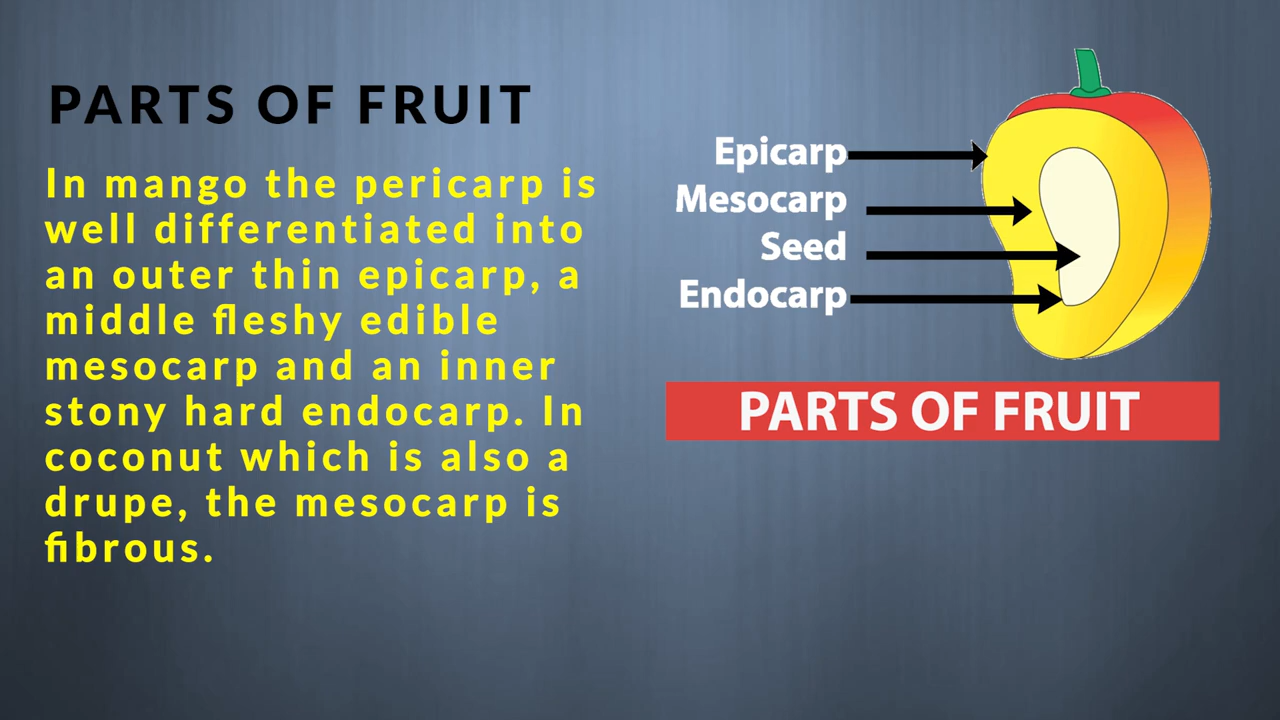 PARTS OF FRUIT
In mango the pericarp is
well differentiated into
an outer thin epicarp, a
middle fleshy edible
mesocarp and an inner
stony hard endocarp. In
coconut which is also a
drupe, the mesocarp is
fibrous.
Epicarp
Mesocarp
Seed
Endocarp
PARTS OF FRUIT